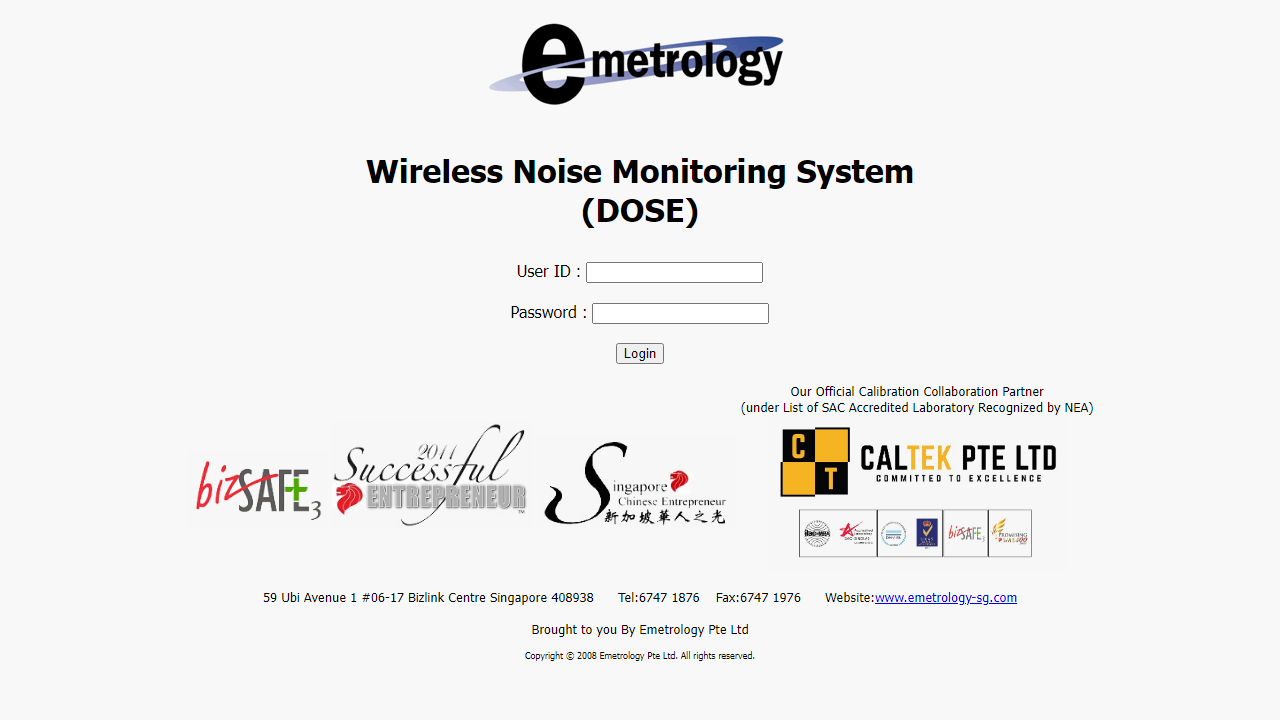 emetrology
Wireless Noise Monitoring System
(DOSE)
User ID :
Password :
Login
Our Official Calibration Collaboration Partner
(under List of SAC Accredited Laboratory Recognized by NEA)
bizSAFE 3
2011
Successful
ENTREPRENEUR
TM
Singapore
Chinese Entrepreneur
新加坡華人之光
C T
CALTEK PTE LTD
COMMITTED TO EXCELLENCE
bizSAFE 3
PROMISING
59 Ubi Avenue 1 #06-17 Bizlink Centre Singapore 408938 Tel:6747 1876 Fax:6747 1976 Website:www.emetrology-sg.com
Brought to you By Emetrology Pte Ltd
Copyright © 2008 Emetrology Pte Ltd. All rights reserved.